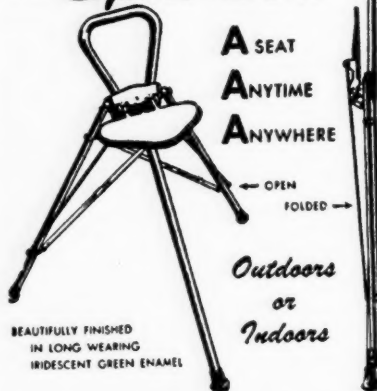 A SEAT
ANYTIME
ANYWHERE
← OPEN
FOLDED →
Outdoors
or
Indoors
BEAUTIFULLY FINISHED
IN LONG WEARING
IRIDESCENT GREEN ENAMEL